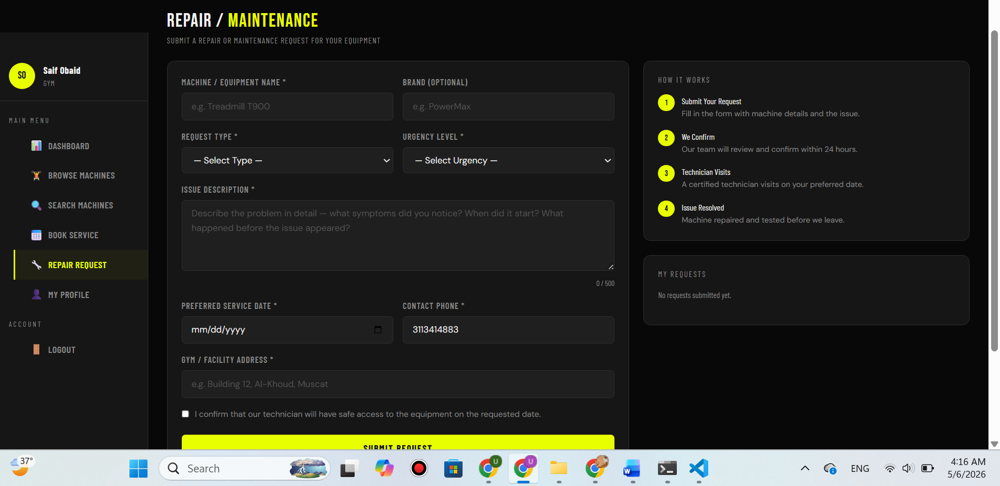 REPAIR / MAINTENANCE
SUBMIT A REPAIR OR MAINTENANCE REQUEST FOR YOUR EQUIPMENT
SO
Saif Obaid
GYM
MAIN MENU
DASHBOARD
BROWSE MACHINES
SEARCH MACHINES
BOOK SERVICE
REPAIR REQUEST
MY PROFILE
ACCOUNT
LOGOUT
MACHINE / EQUIPMENT NAME *
BRAND (OPTIONAL)
e.g. Treadmill T900
e.g. PowerMax
REQUEST TYPE *
URGENCY LEVEL *
— Select Type —
— Select Urgency —
ISSUE DESCRIPTION *
Describe the problem in detail — what symptoms did you notice? When did it start? What
happened before the issue appeared?
0 / 500
PREFERRED SERVICE DATE *
CONTACT PHONE *
mm/dd/yyyy
3113414883
GYM / FACILITY ADDRESS *
e.g. Building 12, Al-Khoud, Muscat
I confirm that our technician will have safe access to the equipment on the requested date.
SUBMIT REQUEST
HOW IT WORKS
1
Submit Your Request
Fill in the form with machine details and the issue.
2
We Confirm
Our team will review and confirm within 24 hours.
3
Technician Visits
A certified technician visits on your preferred date.
4
Issue Resolved
Machine repaired and tested before we leave.
MY REQUESTS
No requests submitted yet.
37°
Search
U
U
W
ENG
4:16 AM
5/6/2026